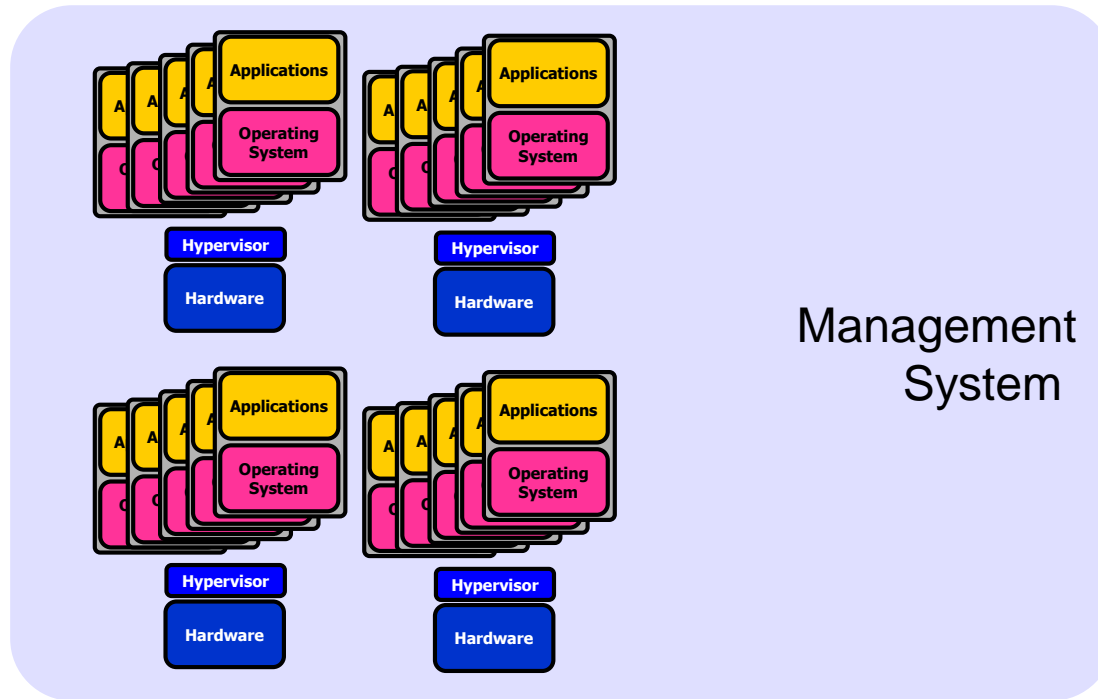 Applications
A
A
A
A
Operating
System
O
O
O
O
Hypervisor
Hardware
Applications
A
A
A
A
Operating
System
O
O
O
O
Hypervisor
Hardware
Management
System
Applications
A
A
A
A
Operating
System
O
O
O
O
Hypervisor
Hardware
Applications
A
A
A
A
Operating
System
O
O
O
O
Hypervisor
Hardware